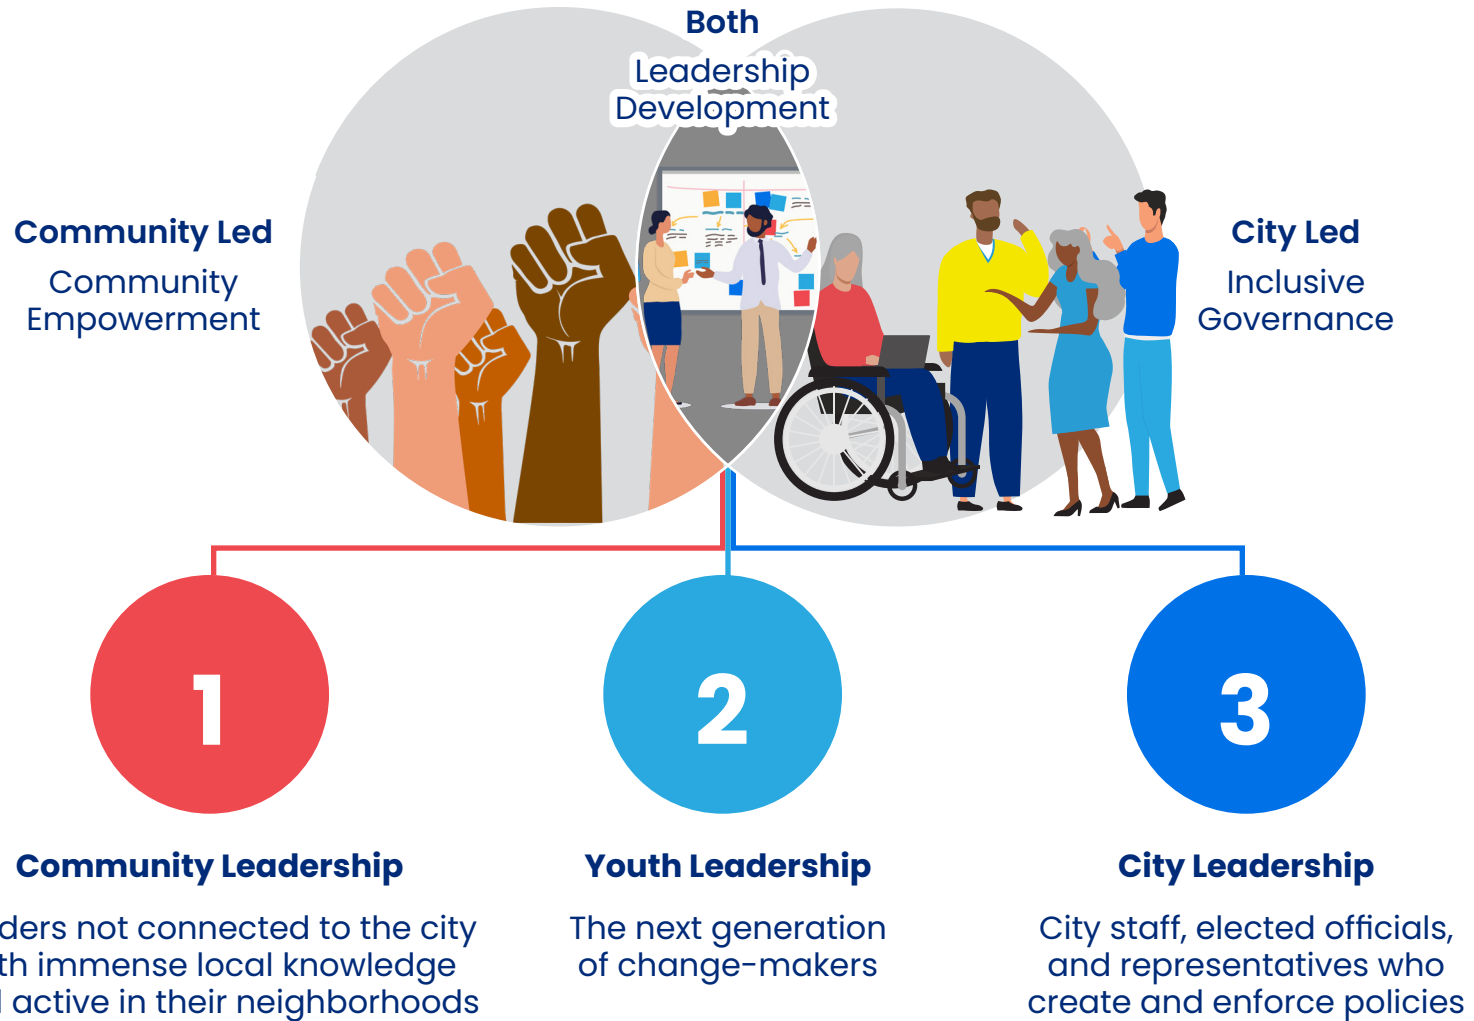 Both
Leadership
Development
Community Led
Community
Empowerment
City Led
Inclusive
Governance
1
2
3
Community Leadership
not connected to the city
immense local knowledge
active in their neighborhoods
Youth Leadership
The next generation
of change-makers
City Leadership
City staff, elected officials,
and representatives who
create and enforce policies